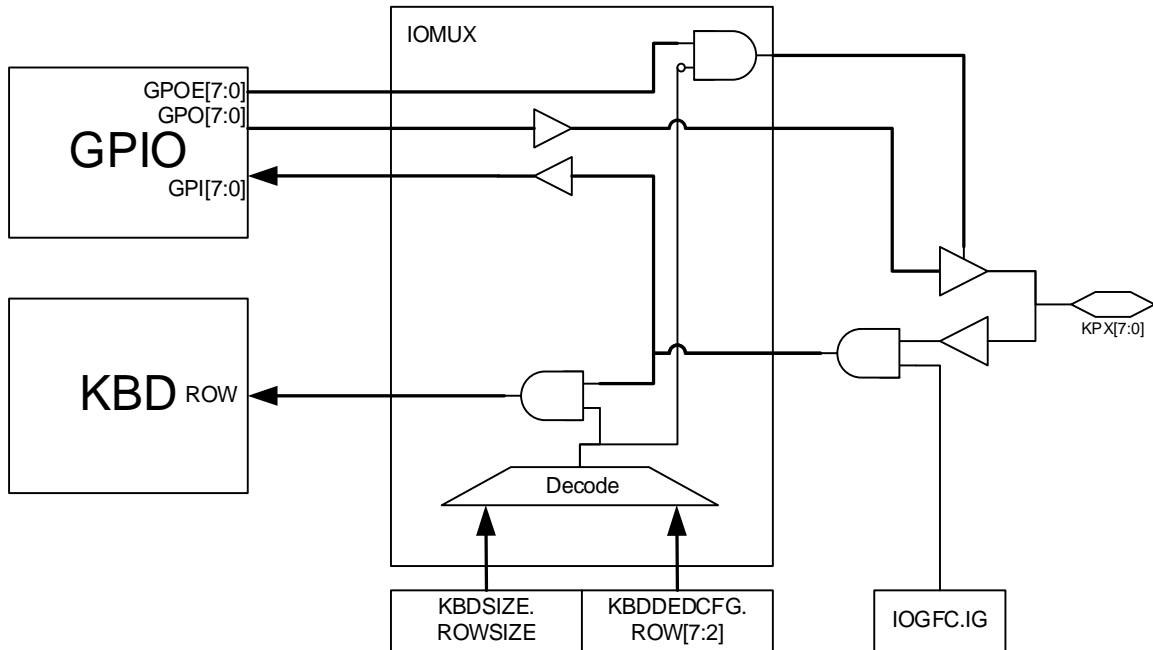 IOMUX
GPOE[7:0]
GPO[7:0]
GPIO
GPI[7:0]
KPX[7:0]
KBD
ROW
Decode
KBDSIZE.
ROWSIZE
KBDDEDCFG.
ROW[7:2]
IOGFC.IG